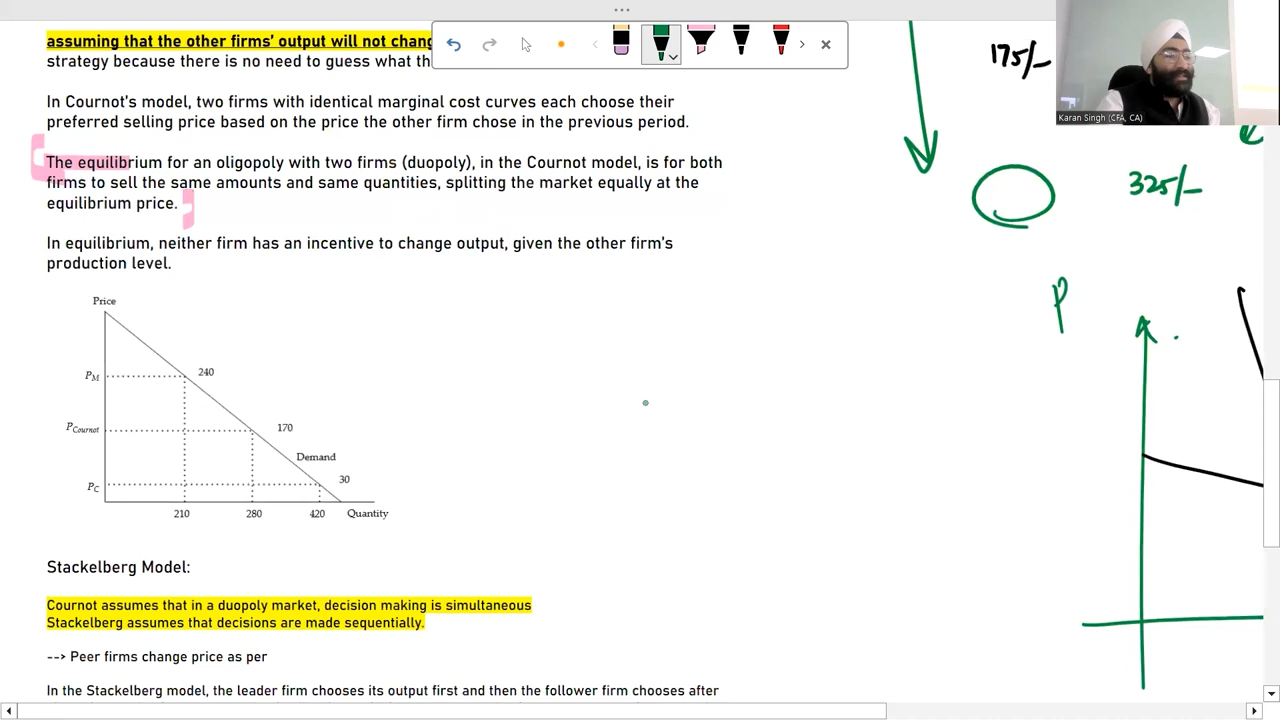 assuming that the other firms' output will not chang
strategy because there is no need to guess what th
In Cournot's model, two firms with identical marginal cost curves each choose their
preferred selling price based on the price the other firm chose in the previous period.
The equilibrium for an oligopoly with two firms (duopoly), in the Cournot model, is for both
firms to sell the same amounts and same quantities, splitting the market equally at the
equilibrium price.
In equilibrium, neither firm has an incentive to change output, given the other firm's
production level.
Price
PM
240
PCournot
170
Demand
PC
30
210 280 420 Quantity
Stackelberg Model:
Cournot assumes that in a duopoly market, decision making is simultaneous
Stackelberg assumes that decisions are made sequentially.
--> Peer firms change price as per
In the Stackelberg model, the leader firm chooses its output first and then the follower firm chooses after
175/-
325/-
P
Karan Singh (CFA, CA)